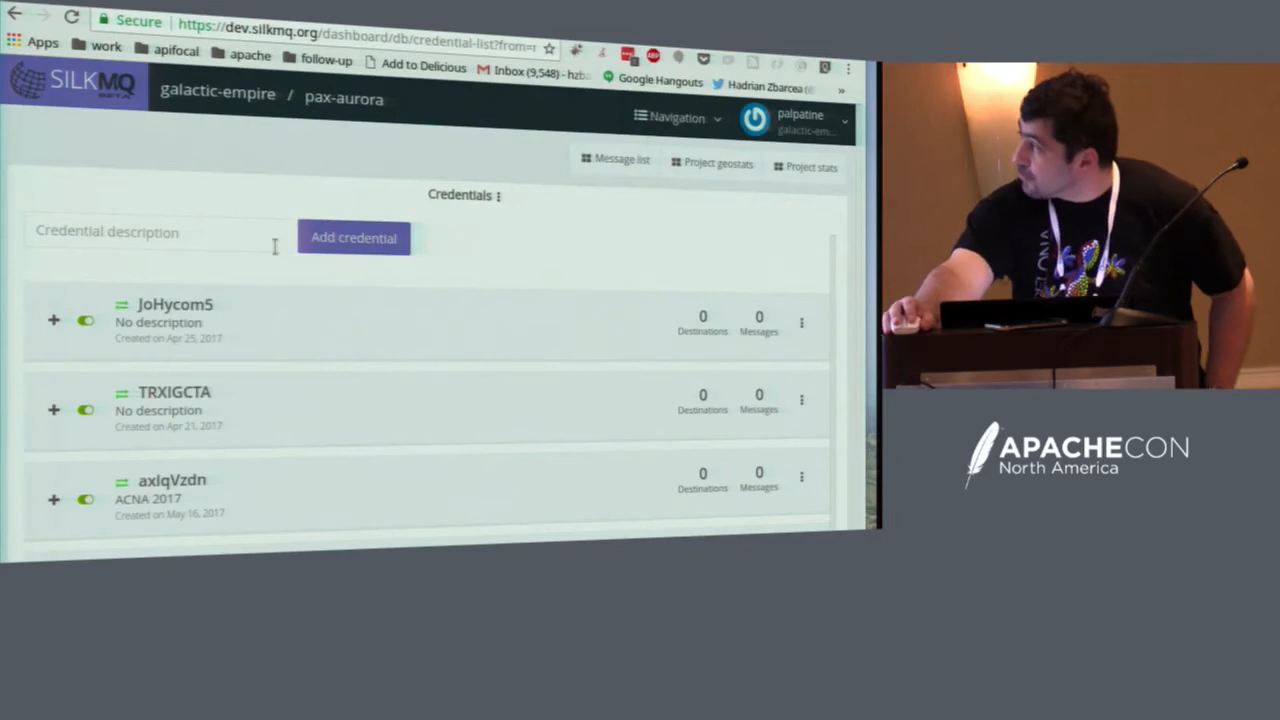 Secure | https://dev.silkmq.org/dashboard/db/credential-list?from=
Apps work apifocal apache follow-up Add to Delicious Inbox (9,548) - hzba Google Hangouts Hadrian Zbarcea (
SILKMQ
BETA
galactic-empire / pax-aurora
Navigation
palpatine
galactic-em...
Message list Project geostats Project stats
Credentials
Credential description
Add credential
JoHycom5
No description
Created on Apr 25, 2017
0 0
Destinations Messages
TRXIGCTA
No description
Created on Apr 21, 2017
0 0
Destinations Messages
axlqVzdn
ACNA 2017
Created on May 16, 2017
0 0
Destinations Messages
APACHECON
North America